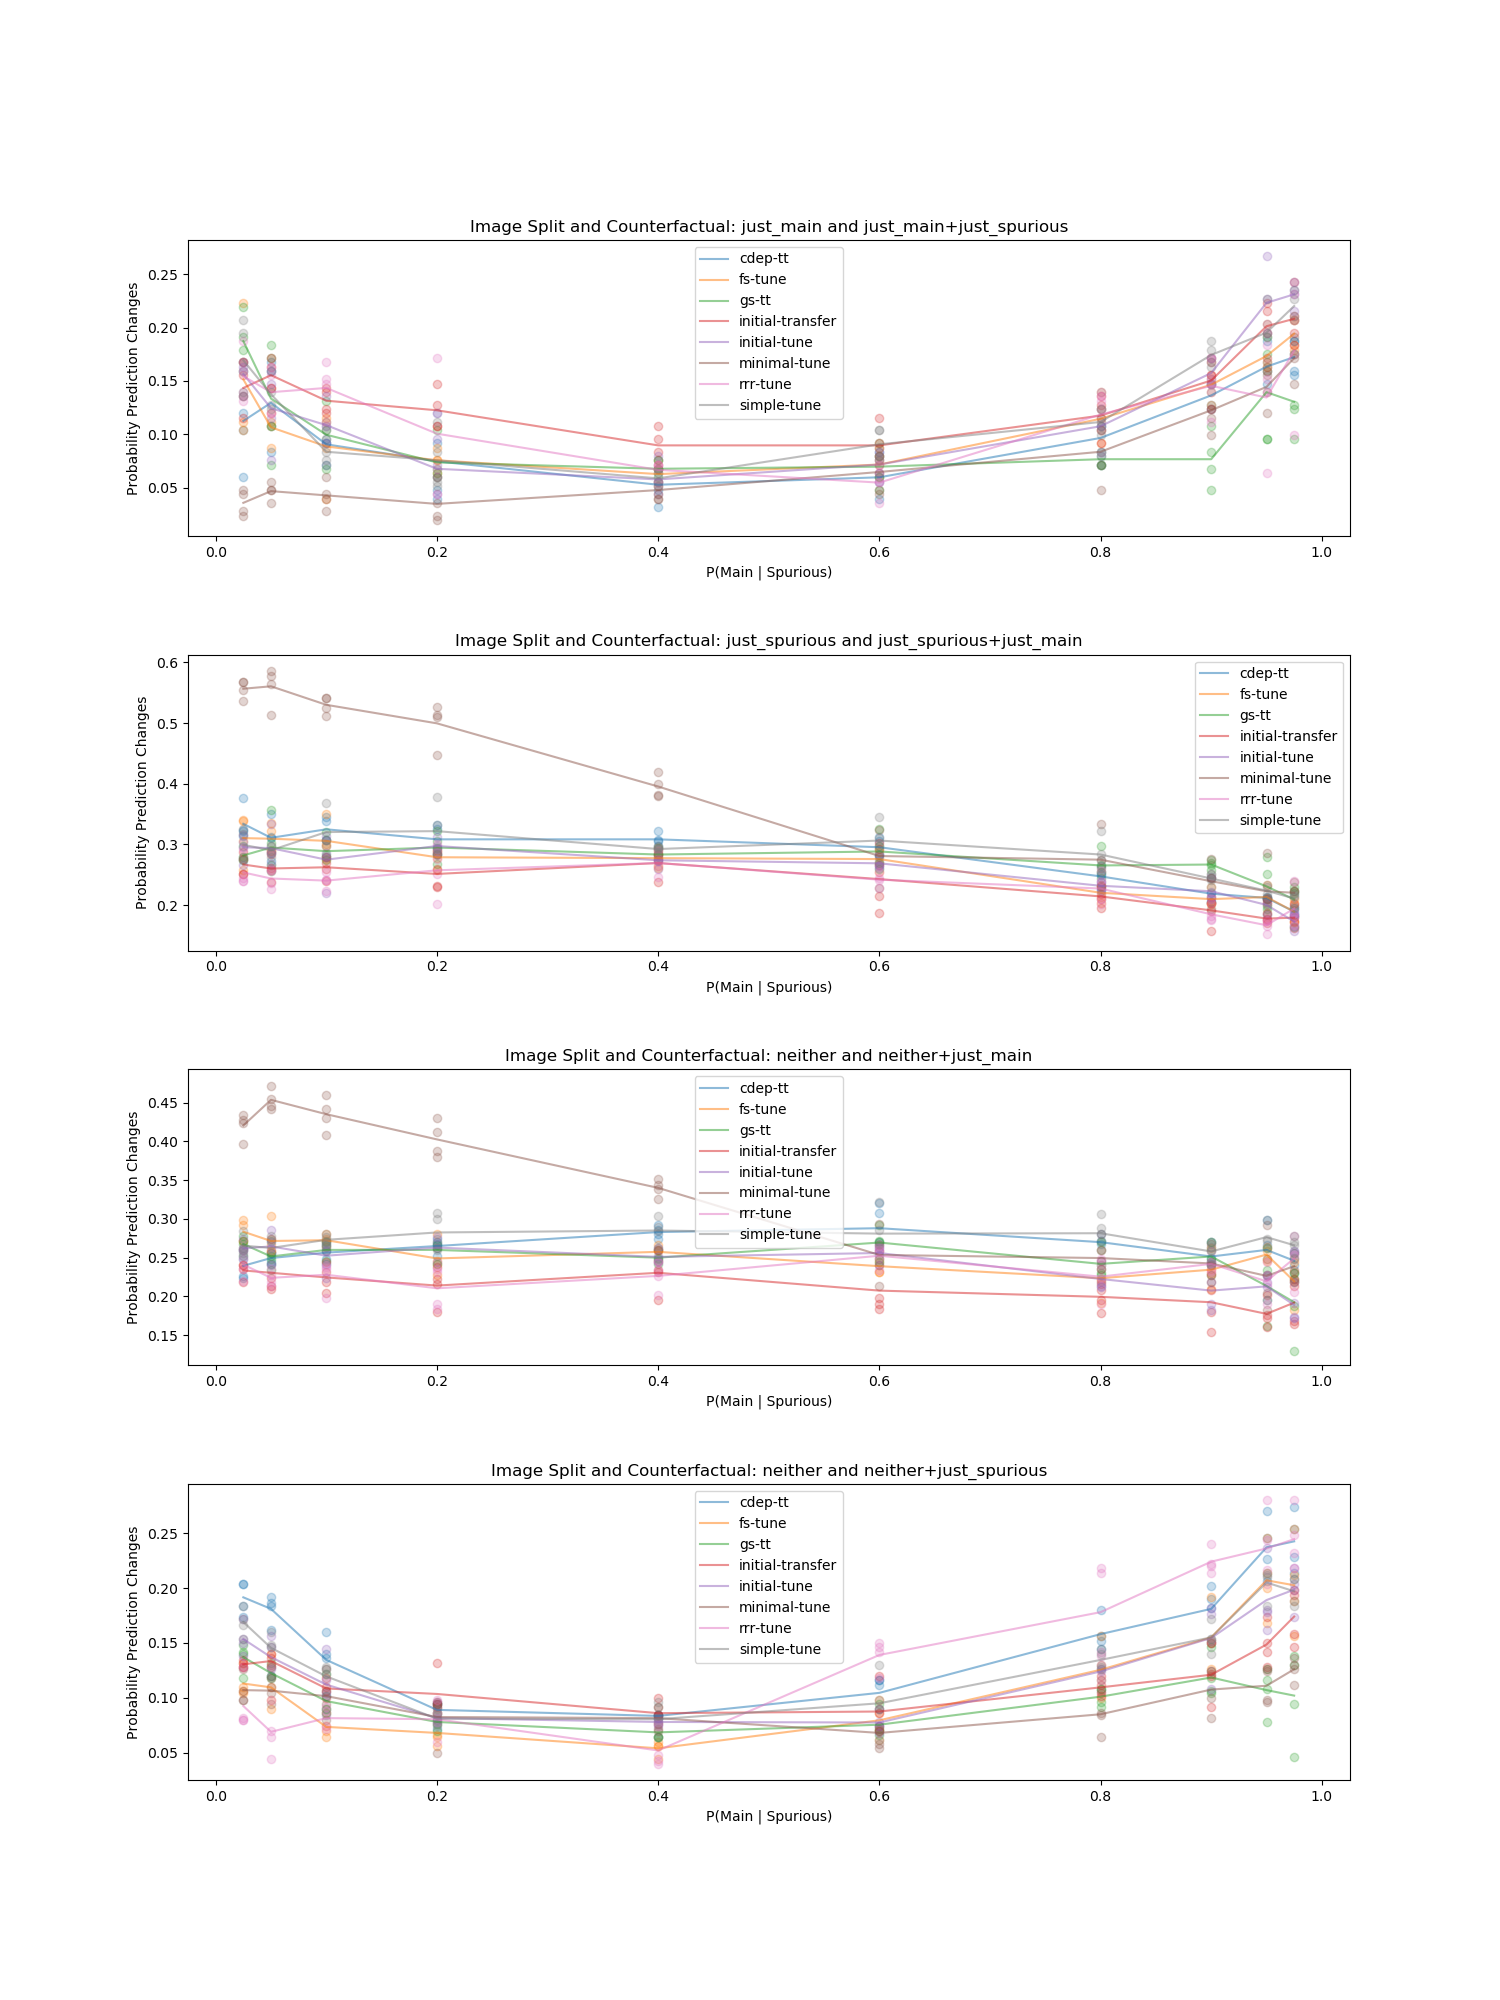 Image Split and Counterfactual: just_main and just_main+just_spurious
Probability Prediction Changes
0.25
0.20
0.15
0.10
0.05
cdep-tt
fs-tune
gs-tt
initial-transfer
initial-tune
minimal-tune
rrr-tune
simple-tune
0.0 0.2 0.4 0.6 0.8 1.0
P(Main | Spurious)
Image Split and Counterfactual: just_spurious and just_spurious+just_main
Probability Prediction Changes
0.6
0.5
0.4
0.3
0.2
cdep-tt
fs-tune
gs-tt
initial-transfer
initial-tune
minimal-tune
rrr-tune
simple-tune
0.0 0.2 0.4 0.6 0.8 1.0
P(Main | Spurious)
Image Split and Counterfactual: neither and neither+just_main
Probability Prediction Changes
0.45
0.40
0.35
0.30
0.25
0.20
0.15
cdep-tt
fs-tune
gs-tt
initial-transfer
initial-tune
minimal-tune
rrr-tune
simple-tune
0.0 0.2 0.4 0.6 0.8 1.0
P(Main | Spurious)
Image Split and Counterfactual: neither and neither+just_spurious
Probability Prediction Changes
0.25
0.20
0.15
0.10
0.05
cdep-tt
fs-tune
gs-tt
initial-transfer
initial-tune
minimal-tune
rrr-tune
simple-tune
0.0 0.2 0.4 0.6 0.8 1.0
P(Main | Spurious)